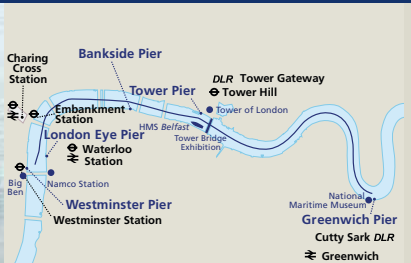 Bankside Pier
Charing
Cross
Station
DLR Tower Gateway
Tower Hill
Tower Pier
Embankment
Station
Tower of London
HMS Belfast
London Eye Pier
Tower Bridge
Exhibition
Waterloo
Station
Big
Ben
Namco Station
National
Maritime Museum
Westminster Pier
Westminster Station
Greenwich Pier
Cutty Sark DLR
Greenwich